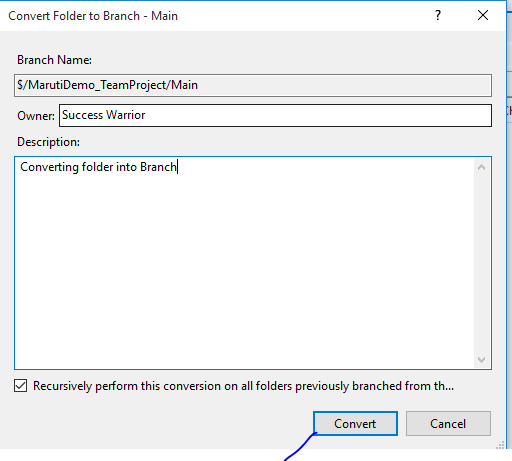 Convert Folder to Branch - Main
?
Branch Name:
$/MarutiDemo_TeamProject/Main
Owner: Success Warrior
Description:
Converting folder into Branch
Recursively perform this conversion on all folders previously branched from th...
Convert Cancel